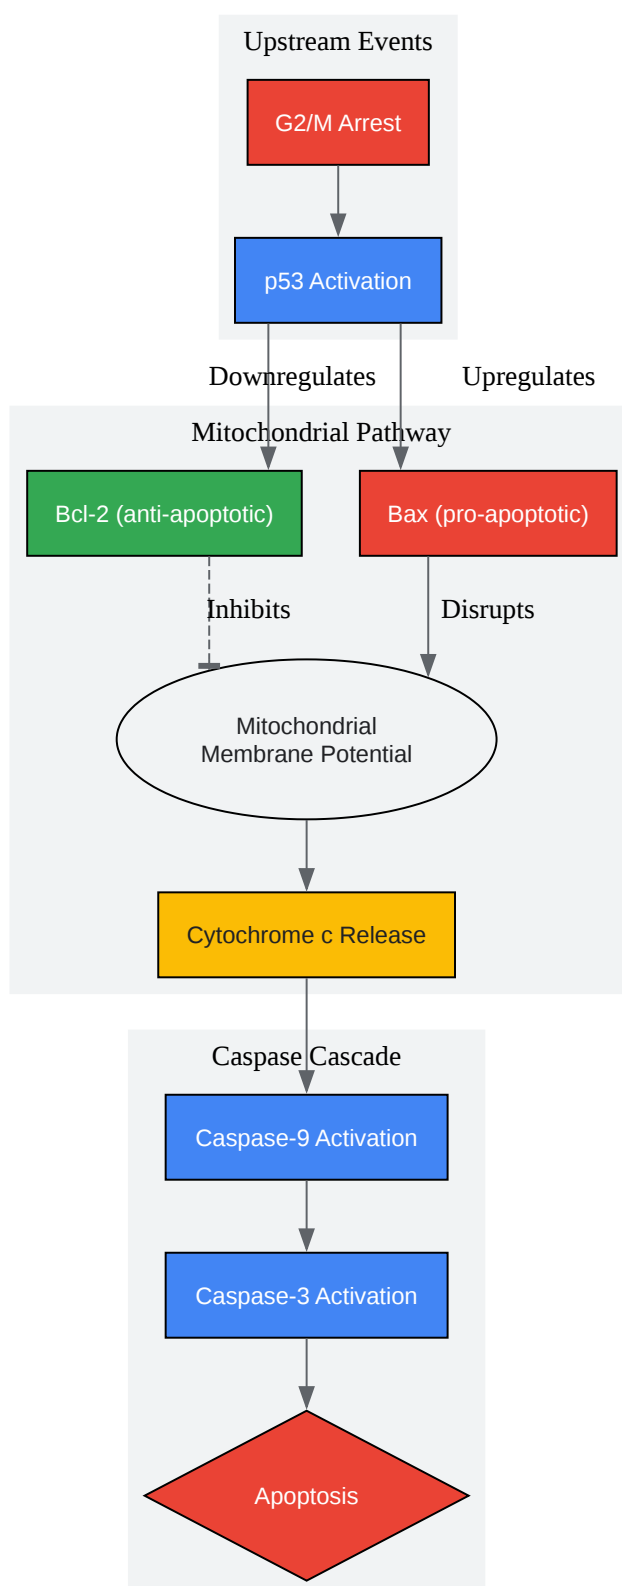 Upstream Events
G2/M Arrest
p53 Activation
Downregulates
Upregulates
Mitochondrial Pathway
Bcl-2 (anti-apoptotic)
Bax (pro-apoptotic)
Inhibits
Disrupts
Mitochondrial
Membrane Potential
Cytochrome c Release
Caspase Cascade
Caspase-9 Activation
Caspase-3 Activation
Apoptosis